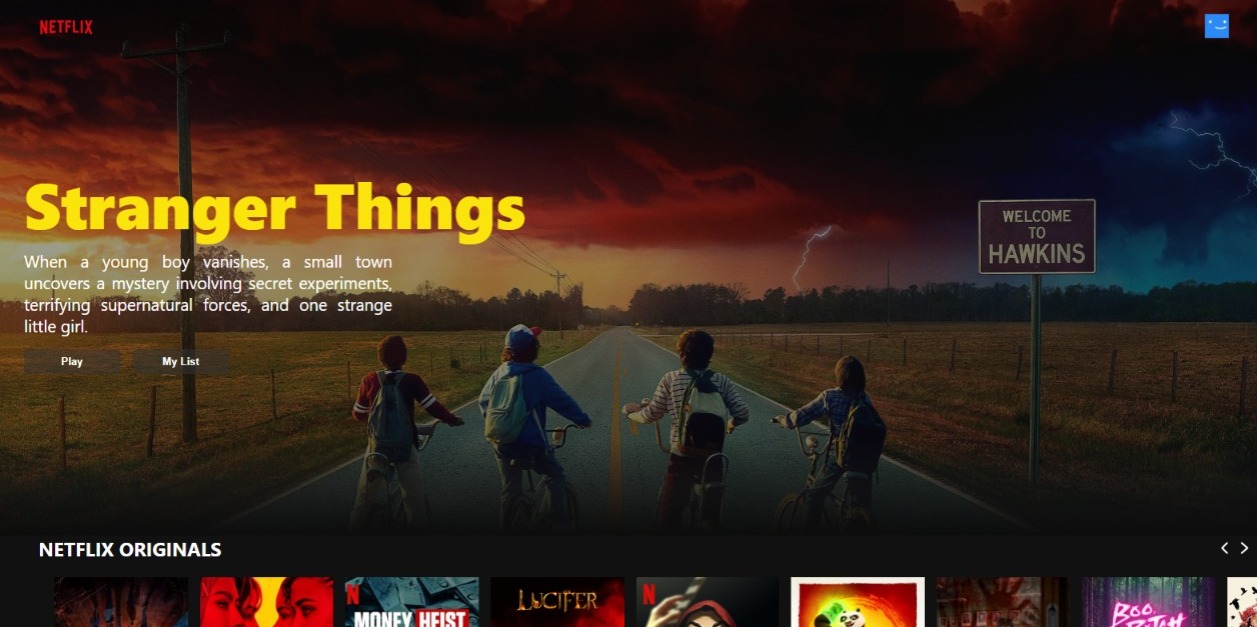 NETFLIX
Stranger Things
When a young boy vanishes, a small town
uncovers a mystery involving secret experiments,
terrifying supernatural forces, and one strange
little girl.
Play
My List
WELCOME
TO
HAWKINS
NETFLIX ORIGINALS
N
MONEY HEIST
LUCIFER
N
BOO,
BITCH